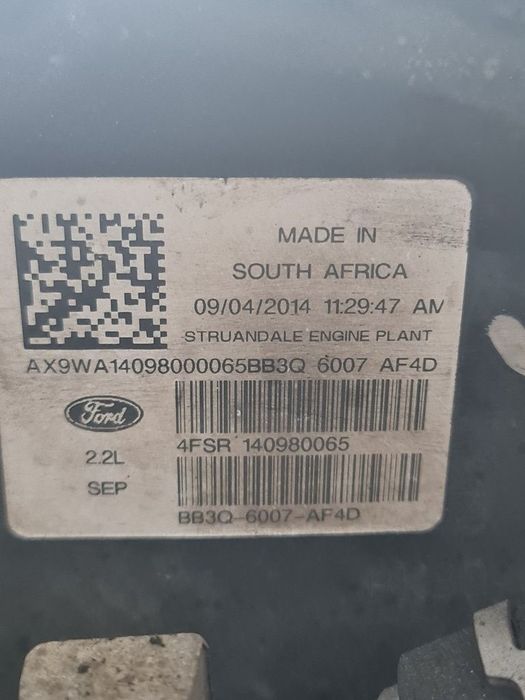 MADE IN
SOUTH AFRICA
09/04/2014 11:29:47 AM
STRUANDALE ENGINE PLANT
AX9WA14098000065BB3Q 6007 AF4D
Ford
4FSR 140980065
2.2L
SEP
BB3Q-6007-AF4D